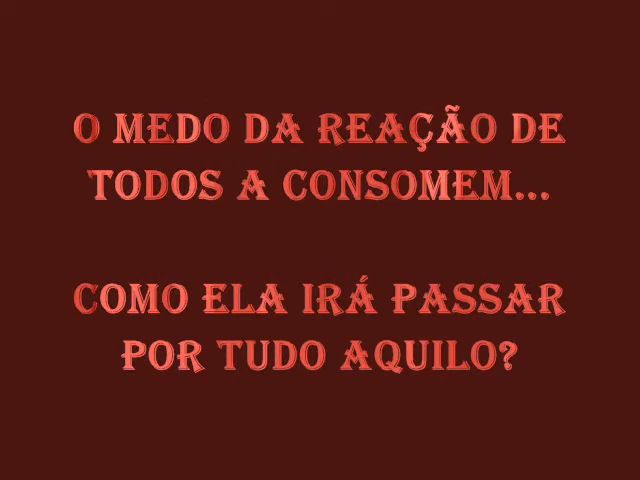 O MEDO DA REAÇÃO DE
TODOS A CONSOMEM...
COMO ELA IRÁ PASSAR
POR TUDO AQUILO?